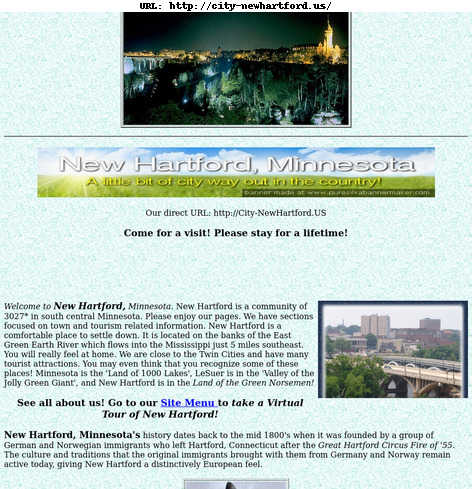 URL: http://city-newhartford.us/
New Hartford, Minnesota
A little bit of city way out in the country!
banner made at www.puresilvabannermaker.com
Our direct URL: http://City-NewHartford.US
Come for a visit! Please stay for a lifetime!
Welcome to New Hartford, Minnesota. New Hartford is a community of
3027* in south central Minnesota. Please enjoy our pages. We have sections
focused on town and tourism related information. New Hartford is a
comfortable place to settle down. It is located on the banks of the East
Green Earth River which flows into the Mississippi just 5 miles southeast.
You will really feel at home. We are close to the Twin Cities and have many
tourist attractions. You may even think that you recognize some of these
places! Minnesota is the 'Land of 1000 Lakes', LeSuer is in the 'Valley of the
Jolly Green Giant', and New Hartford is in the Land of the Green Norsemen!
See all about us! Go to our Site Menu to take a Virtual
Tour of New Hartford!
New Hartford, Minnesota's history dates back to the mid 1800's when it was founded by a group of
German and Norwegian immigrants who left Hartford, Connecticut after the Great Hartford Circus Fire of '55.
The culture and traditions that the original immigrants brought with them from Germany and Norway remain
active today, giving New Hartford a distinctively European feel.